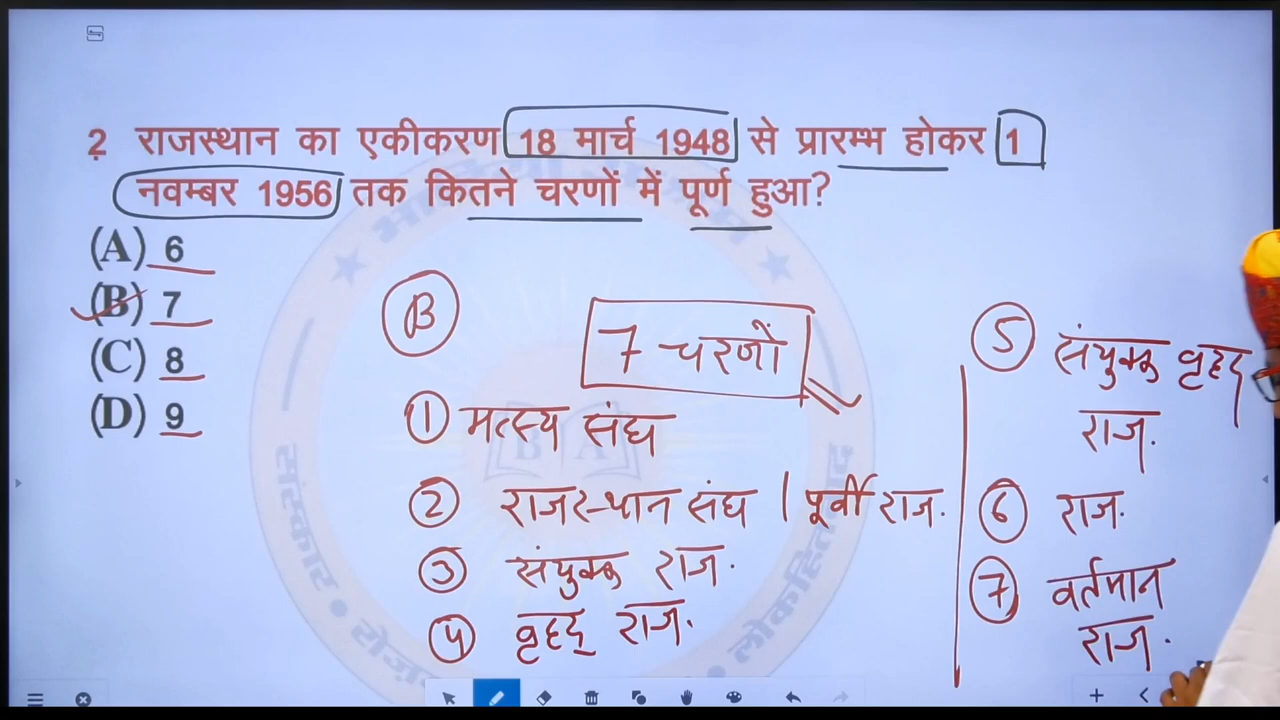 2 राजस्थान का एकीकरण 18 मार्च 1948 से प्रारम्भ होकर 1
नवम्बर 1956 तक कितने चरणों में पूर्ण हुआ?
(A) 6
(B) 7
(C) 8
(D) 9
B
7 चरणों
① मत्स्य संघ
② राजस्थान संघ | पूर्वी राज.
③ संयुक्त राज.
④ वृहद् राज.
⑤ संयुक्त वृहद्
राज.
⑥ राज.
⑦ वर्तमान
राज.
संस्कार •
लोकहित
B A